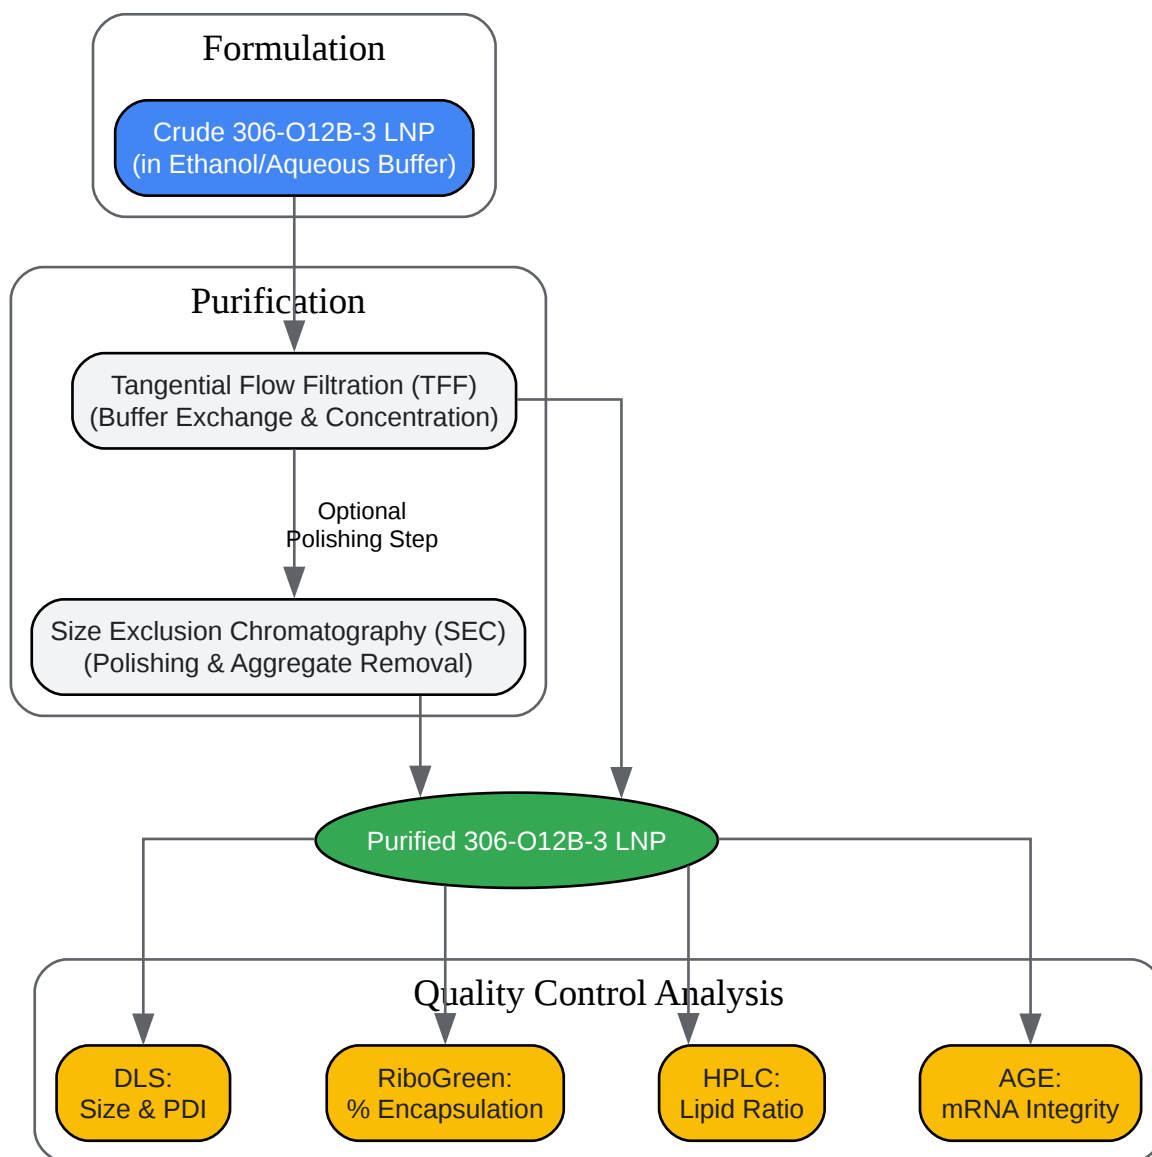 Formulation
Crude 306-O12B-3 LNP
(in Ethanol/Aqueous Buffer)
Purification
Tangential Flow Filtration (TFF)
(Buffer Exchange & Concentration)
Optional
Polishing Step
Size Exclusion Chromatography (SEC)
(Polishing & Aggregate Removal)
Purified 306-O12B-3 LNP
Quality Control Analysis
DLS:
Size & PDI
RiboGreen:
% Encapsulation
HPLC:
Lipid Ratio
AGE:
mRNA Integrity